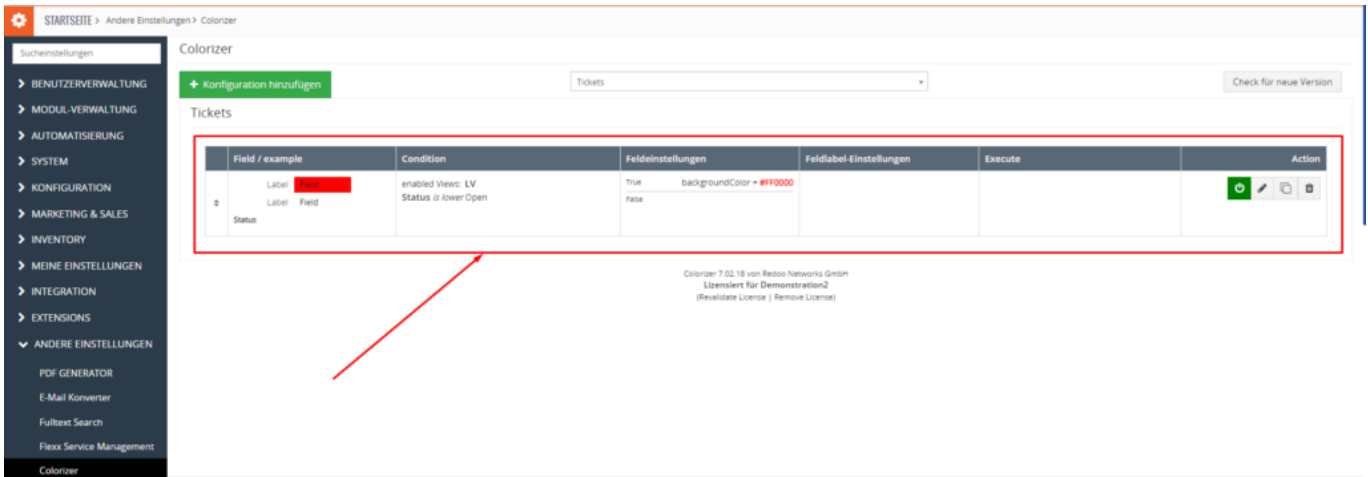 STARTSEITE > Andere Einstellungen > Colorizer
Sucheinstellungen
BENUTZERVERWALTUNG
MODUL-VERWALTUNG
AUTOMATISIERUNG
SYSTEM
KONFIGURATION
MARKETING & SALES
INVENTORY
MEINE EINSTELLUNGEN
INTEGRATION
EXTENSIONS
ANDERE EINSTELLUNGEN
PDF GENERATOR
E-Mail Konverter
Fulltext Search
Flexx Service Management
Colorizer
Colorizer
+ Konfiguration hinzufügen
Tickets
Check für neue Version
Tickets
Field / example Condition Feldeinstellungen Feldlabel-Einstellungen Execute Action
Label Field
Label Field
Status
enabled Views: LV
Status is lower Open
True backgroundColor = #FF0000
False
Colorizer 7.02.18 von Redoo Networks GmbH
Lizensiert für Demonstration2
(Revalidate License | Remove License)